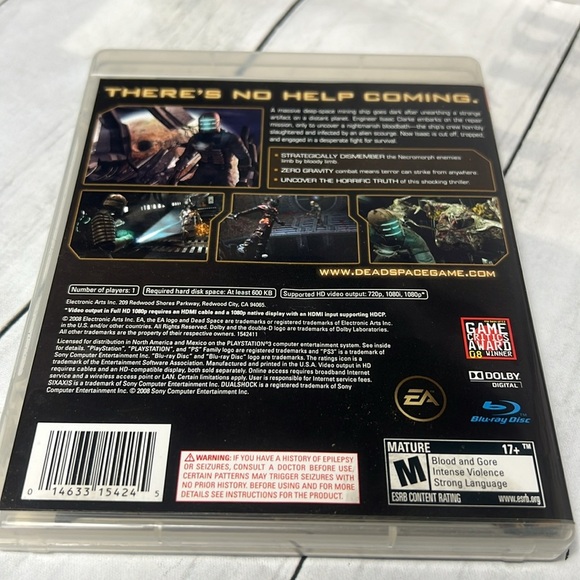 THERE'S NO HELP COMING.
A massive deep-space mining ship goes dark after unearthing a strange
artifact on a distant planet. Engineer Isaac Clarke embarks on the repair
mission, only to uncover a nightmarish bloodbath—the ship's crew horribly
slaughtered and infected by an alien scourge. Now Isaac is cut off, trapped,
and engaged in a desperate fight for survival.
• STRATEGICALLY DISMEMBER the Necromorph enemies
limb by bloody limb.
• ZERO GRAVITY combat means terror can strike from anywhere.
• UNCOVER THE HORRIFIC TRUTH of this shocking thriller.
WWW.DEADSPACEGAME.COM
Number of players: 1
Required hard disk space: At least 600 KB
Supported HD video output: 720p, 1080i, 1080p*
Electronic Arts Inc. 209 Redwood Shores Parkway, Redwood City, CA 94065.
*Video output in Full HD 1080p requires an HDMI cable and a 1080p native display with an HDMI input supporting HDCP.
© 2008 Electronic Arts Inc. EA, the EA logo and Dead Space are trademarks or registered trademarks of Electronic Arts Inc.
in the U.S. and/or other countries. All Rights Reserved. Dolby and the double-D logo are trademarks of Dolby Laboratories.
All other trademarks are the property of their respective owners. 1542411
Licensed for distribution in North America and Mexico on the PLAYSTATION®3 computer entertainment system. See inside
for details. "PlayStation", "PLAYSTATION", and "PS" Family logo are registered trademarks and "PS3" is a trademark of
Sony Computer Entertainment Inc. "Blu-ray Disc" and "Blu-ray Disc" logo are trademarks. The ratings icon is a trademark
of the Entertainment Software Association. Manufactured and printed in the U.S.A. Video output in HD
requires cables and an HD-compatible display, both sold separately. Online access requires broadband Internet
service and a wireless access point or LAN. Certain limitations apply. User is responsible for Internet service fees.
SIXAXIS is a trademark of Sony Computer Entertainment Inc. DUALSHOCK is a registered trademark of Sony
Computer Entertainment Inc. © 2008 Sony Computer Entertainment Inc.
GAME
CRITICS
AWARD
08 WINNER
DOLBY
DIGITAL
EA
Blu-ray Disc
0 14633 15424 5
WARNING: IF YOU HAVE A HISTORY OF EPILEPSY
OR SEIZURES, CONSULT A DOCTOR BEFORE USE.
CERTAIN PATTERNS MAY TRIGGER SEIZURES WITH
NO PRIOR HISTORY. BEFORE USING AND FOR MORE
DETAILS SEE INSTRUCTIONS FOR THE PRODUCT.
MATURE 17+ ™
M
Blood and Gore
Intense Violence
Strong Language
ESRB CONTENT RATING www.esrb.org